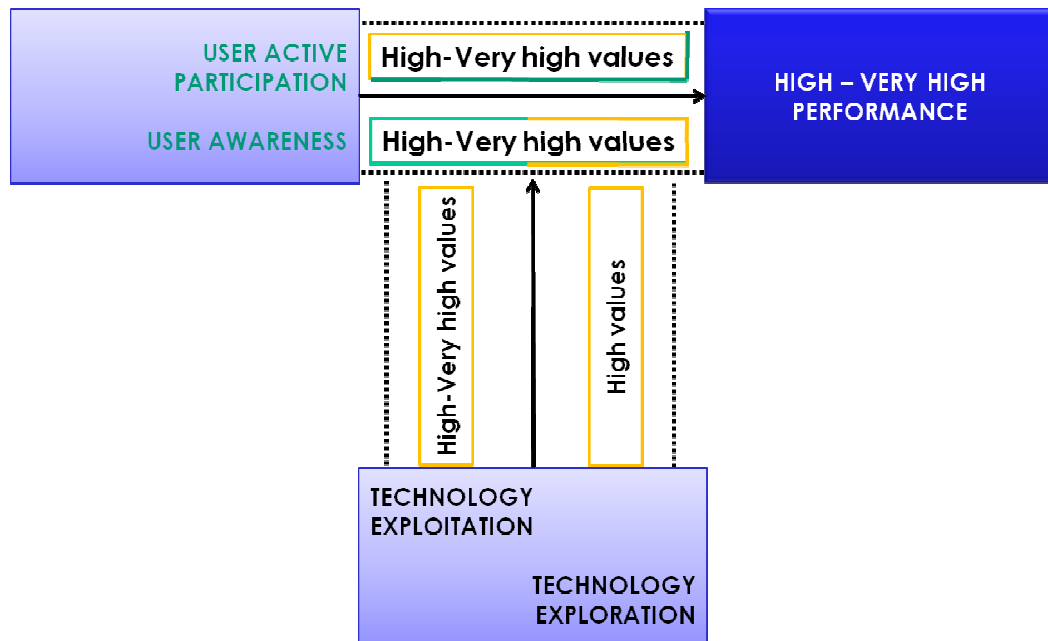 USER ACTIVE
PARTICIPATION
USER AWARENESS
High-Very high values
High-Very high values
HIGH – VERY HIGH
PERFORMANCE
High-Very high values
High values
TECHNOLOGY
EXPLOITATION
TECHNOLOGY
EXPLORATION